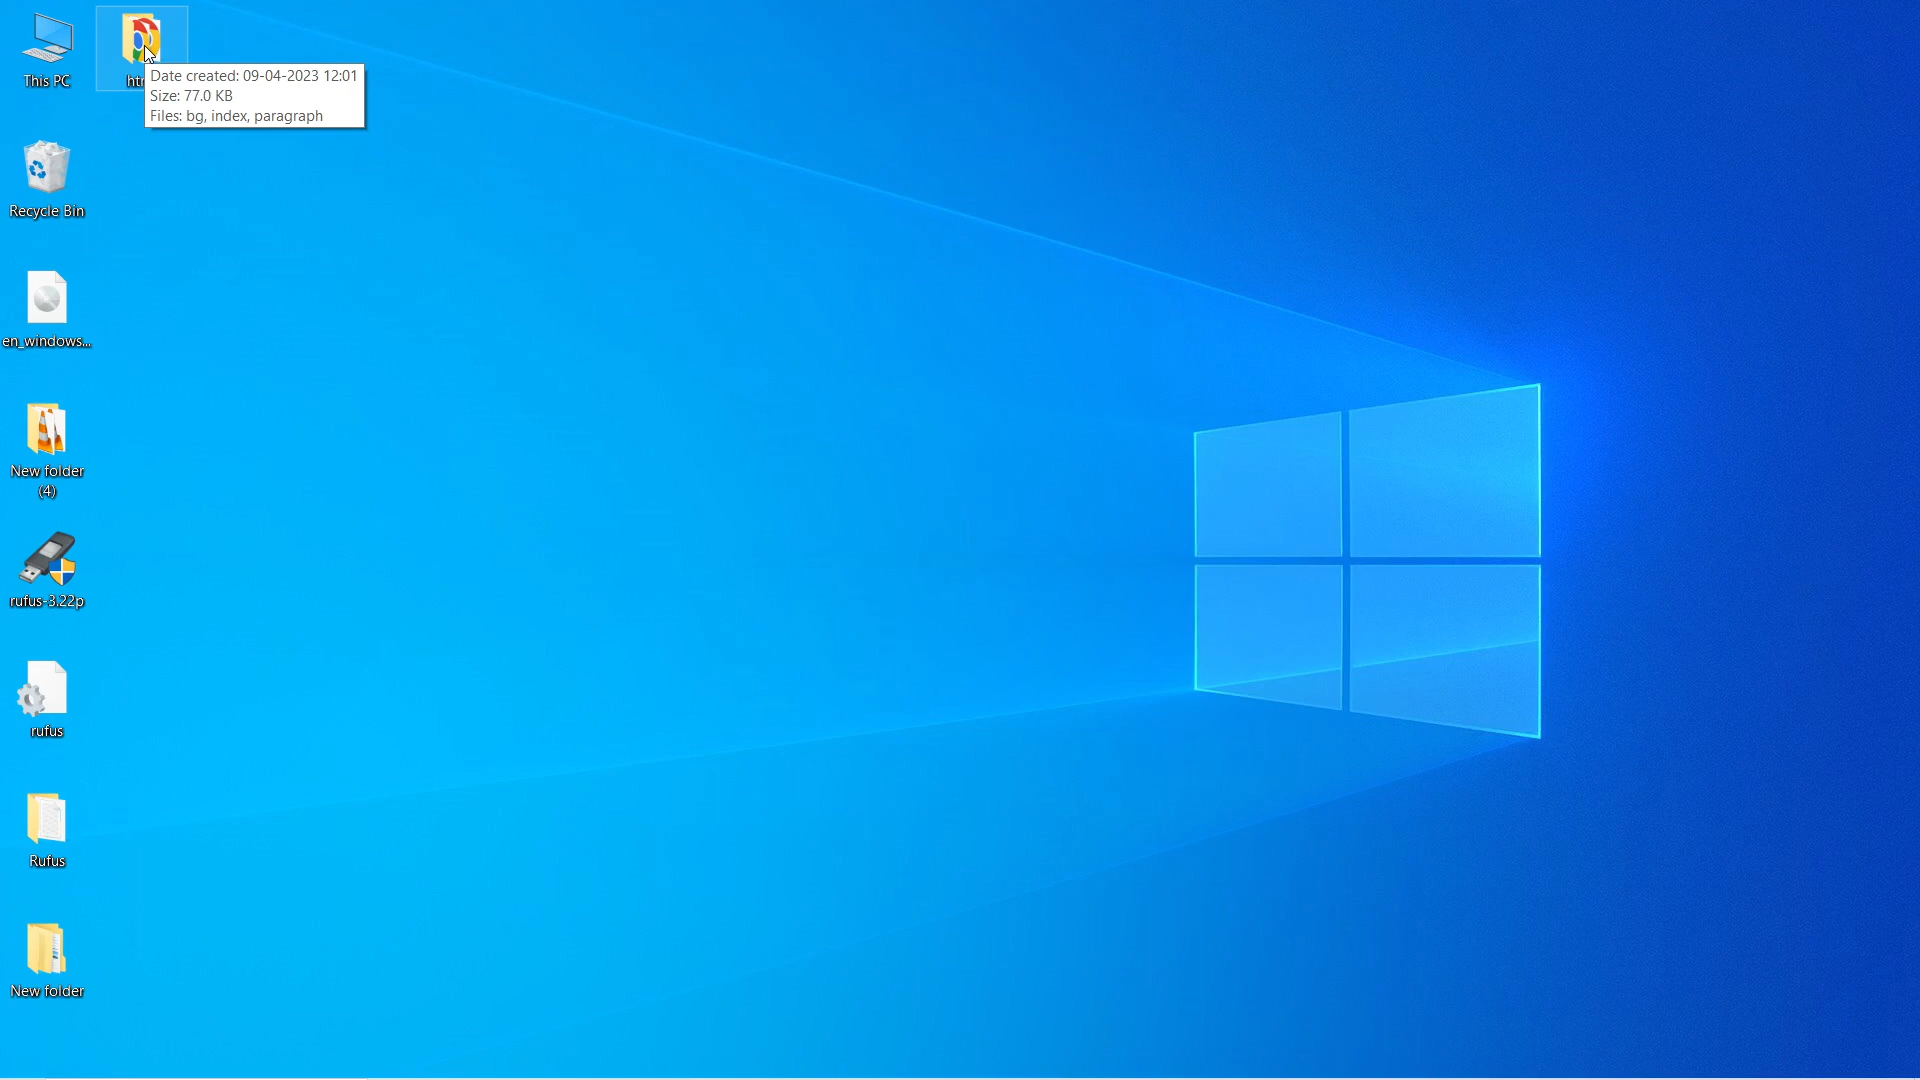 This PC
Date created: 09-04-2023 12:01
Size: 77.0 KB
Files: bg, index, paragraph
Recycle Bin
en_windows...
New folder
(4)
rufus-3.22p
rufus
Rufus
New folder